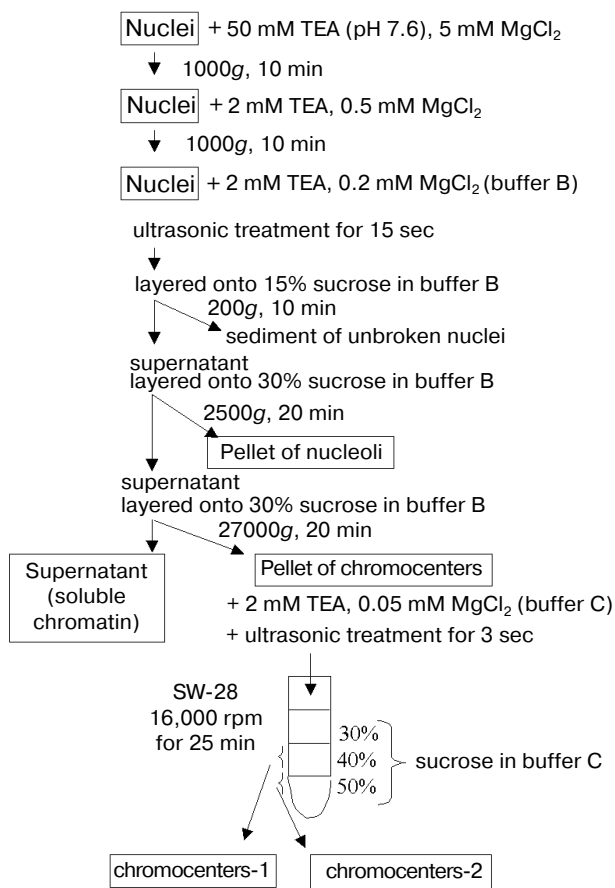 Nuclei + 50 mM TEA (pH 7.6), 5 mM MgCl2
1000g, 10 min
Nuclei + 2 mM TEA, 0.5 mM MgCl2
1000g, 10 min
Nuclei + 2 mM TEA, 0.2 mM MgCl2 (buffer B)
ultrasonic treatment for 15 sec
layered onto 15% sucrose in buffer B
200g, 10 min
sediment of unbroken nuclei
supernatant
layered onto 30% sucrose in buffer B
2500g, 20 min
Pellet of nucleoli
supernatant
layered onto 30% sucrose in buffer B
27000g, 20 min
Supernatant
(soluble
chromatin)
Pellet of chromocenters
+ 2 mM TEA, 0.05 mM MgCl2 (buffer C)
+ ultrasonic treatment for 3 sec
SW-28
16,000 rpm
for 25 min
30%
40%
50%
sucrose in buffer C
chromocenters-1
chromocenters-2